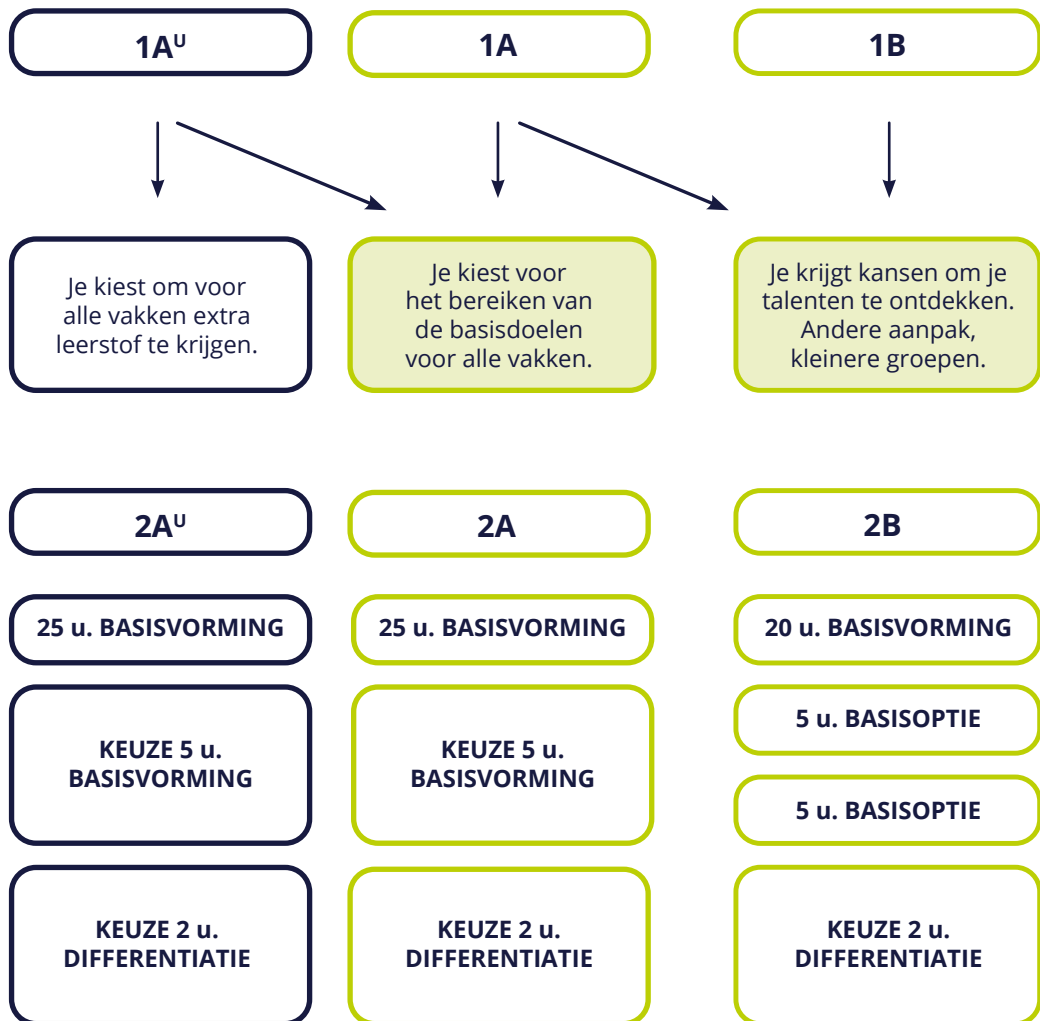 1Aᵁ
1A
1B
Je kiest om voor
alle vakken extra
leerstof te krijgen.
Je kiest voor
het bereiken van
de basisdoelen
voor alle vakken.
Je krijgt kansen om je
talenten te ontdekken.
Andere aanpak,
kleinere groepen.
2Aᵁ
2A
2B
25 u. BASISVORMING
25 u. BASISVORMING
20 u. BASISVORMING
KEUZE 5 u.
BASISVORMING
KEUZE 5 u.
BASISVORMING
5 u. BASISOPTIE
5 u. BASISOPTIE
KEUZE 2 u.
DIFFERENTIATIE
KEUZE 2 u.
DIFFERENTIATIE
KEUZE 2 u.
DIFFERENTIATIE